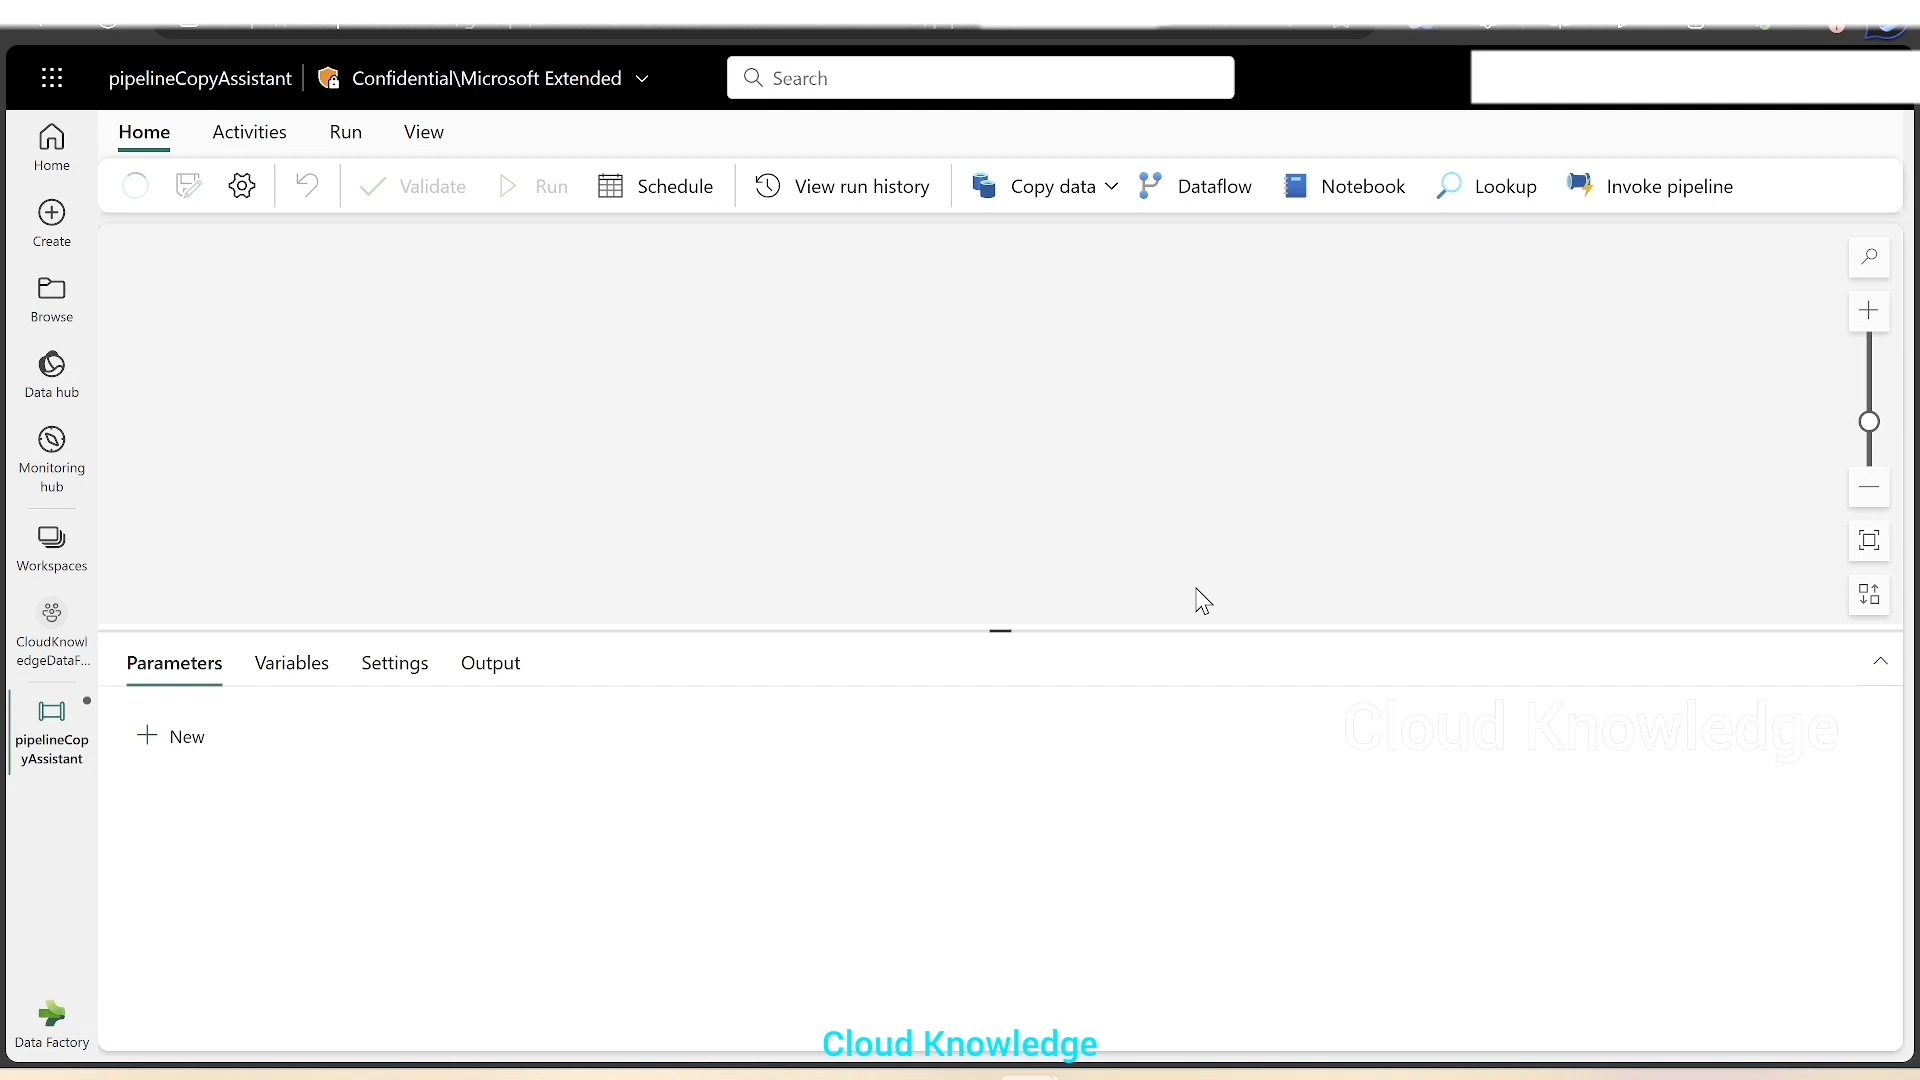 pipelineCopyAssistant Confidential\Microsoft Extended Search
Home Activities Run View
Validate Run Schedule View run history Copy data Dataflow Notebook Lookup Invoke pipeline
Home
Create
Browse
Data hub
Monitoring
hub
Workspaces
CloudKnowl
edgeDataF...
pipelineCop
yAssistant
Data Factory
Parameters Variables Settings Output
New
Cloud Knowledge
Cloud Knowledge